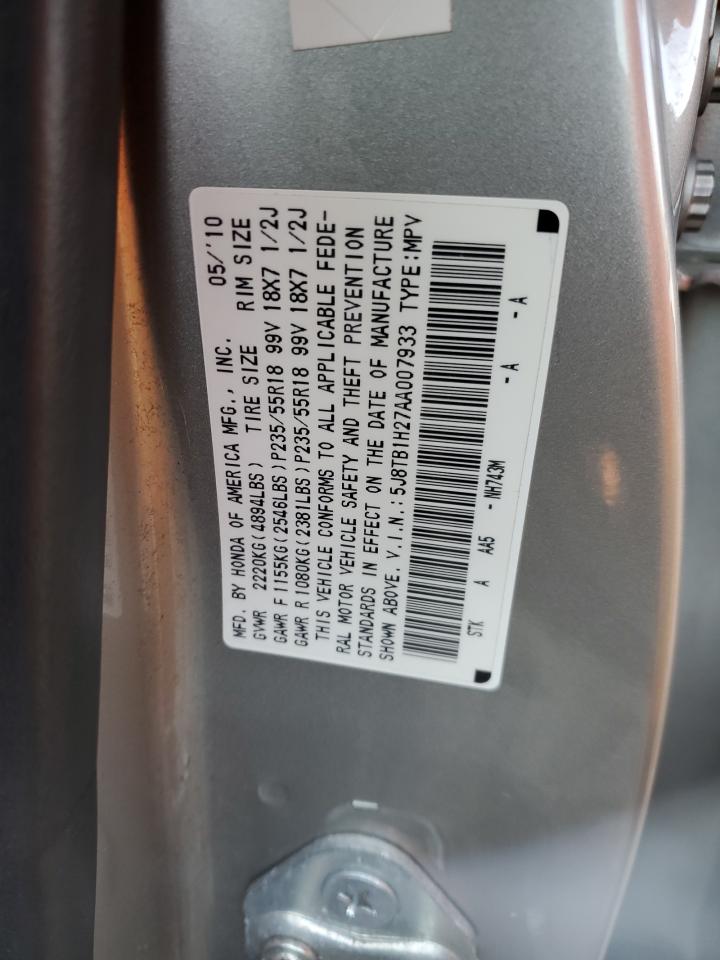 MFD. BY HONDA OF AMERICA MFG., INC. 05/'10
GVWR 2220KG(4894LBS) TIRE SIZE RIM SIZE
GAWR F 1155KG(2546LBS)P235/55R18 99V 18X7 1/2J
GAWR R 1080KG(2381LBS)P235/55R18 99V 18X7 1/2J
THIS VEHICLE CONFORMS TO ALL APPLICABLE FEDE-
RAL MOTOR VEHICLE SAFETY AND THEFT PREVENTION
STANDARDS IN EFFECT ON THE DATE OF MANUFACTURE
SHOWN ABOVE. V.I.N.:5J8TB1H27AA007933 TYPE:MPV
STK A AA5 - NH743M - A - A